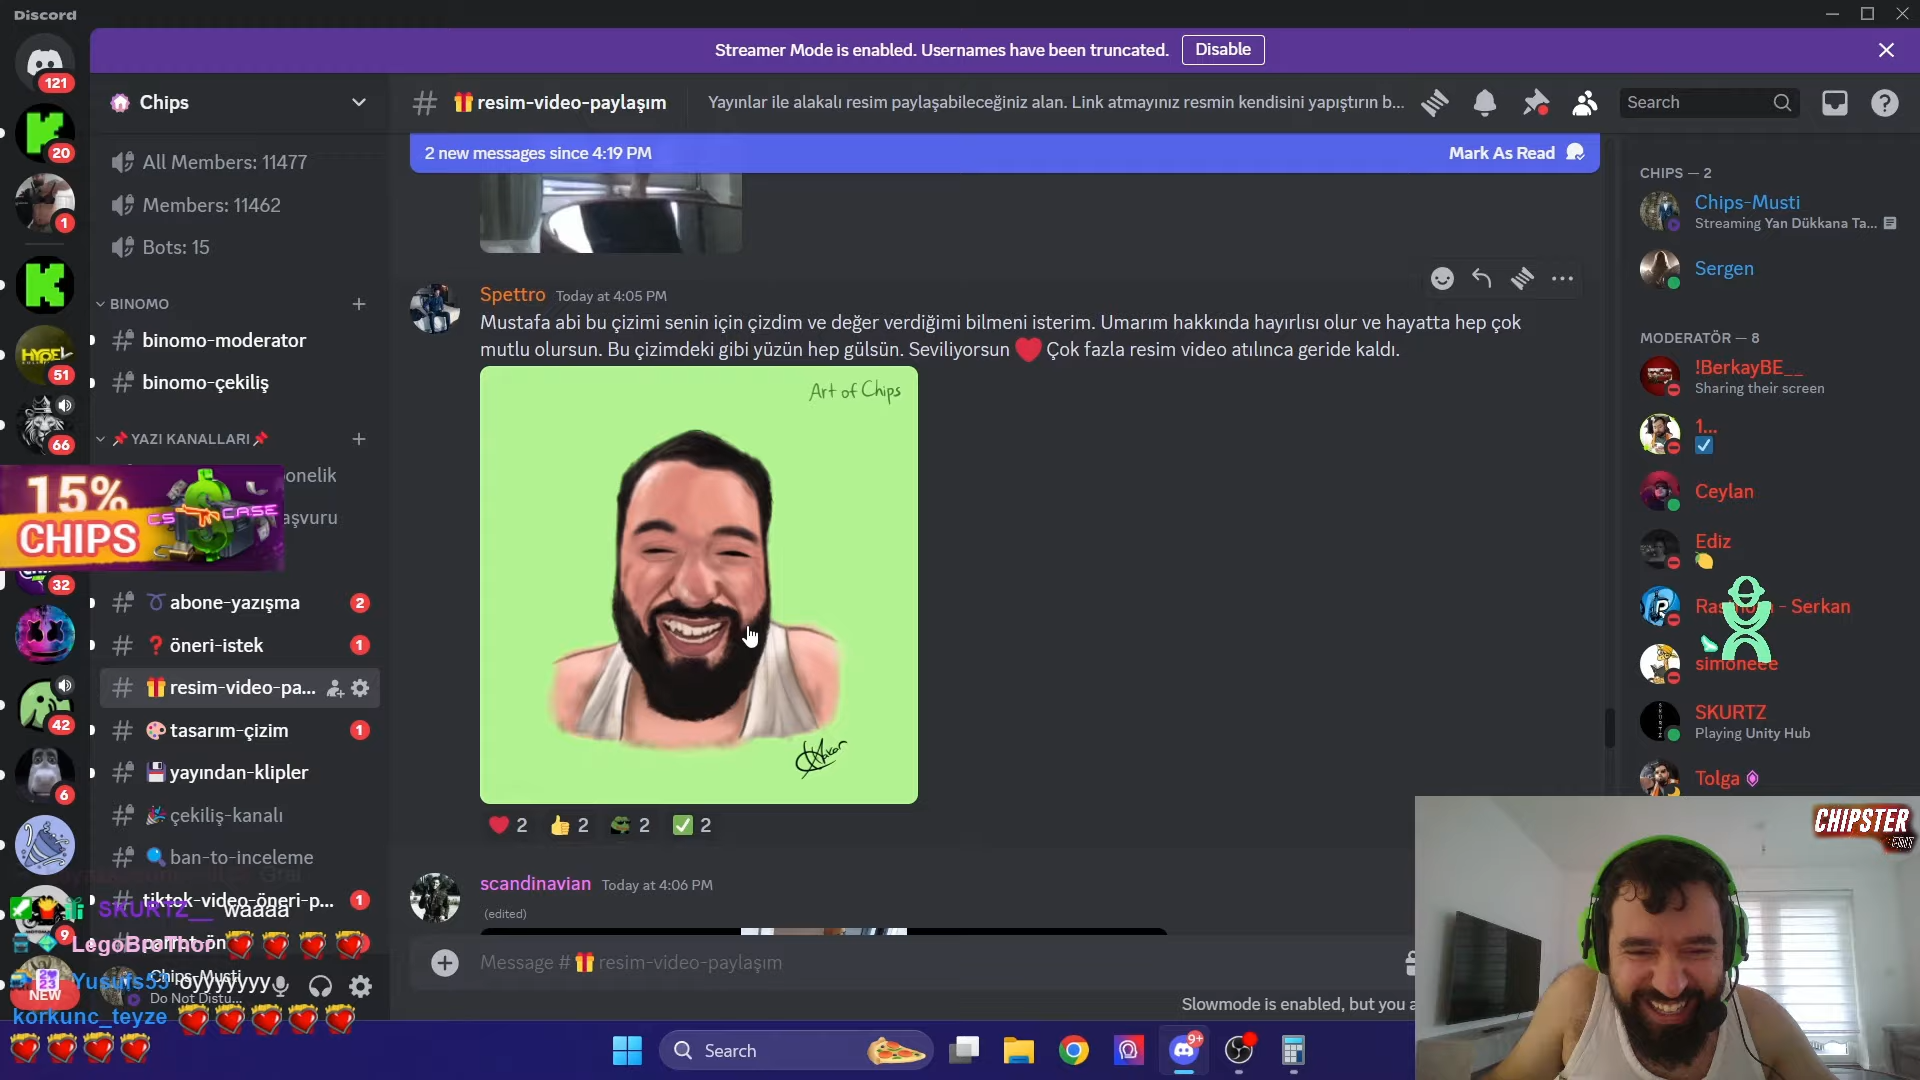 Discord
Streamer Mode is enabled. Usernames have been truncated.
Disable
121
20
1
51
66
32
42
6
9
NEW
Chips
All Members: 11477
Members: 11462
Bots: 15
BINOMO
binomo-moderator
binomo-çekiliş
YAZI KANALLARI
onelik
aşvuru
15%
CHIPS
CS CASE
abone-yazışma
2
öneri-istek
1
resim-video-pa...
tasarım-çizim
1
yayından-klipler
çekiliş-kanalı
ban-to-inceleme
tiktok-video-öneri-p...
1
SKURTZ__ waaaa
Chips-Musti
Do Not Distu...
korkunc_teyze
resim-video-paylaşım
Yayınlar ile alakalı resim paylaşabileceğiniz alan. Link atmayınız resmin kendisini yapıştırın b...
Search
2 new messages since 4:19 PM
Mark As Read
Spettro Today at 4:05 PM
Mustafa abi bu çizimi senin için çizdim ve değer verdiğimi bilmeni isterim. Umarım hakkında hayırlısı olur ve hayatta hep çok
mutlu olursun. Bu çizimdeki gibi yüzün hep gülsün. Seviliyorsun ❤️ Çok fazla resim video atılınca geride kaldı.
Art of Chips
2 2 2 2
scandinavian Today at 4:06 PM
(edited)
Message # resim-video-paylaşım
Slowmode is enabled, but you a
CHIPS — 2
Chips-Musti
Streaming Yan Dükkana Ta...
Sergen
MODERATÖR — 8
!BerkayBE__
Sharing their screen
1...
Ceylan
Ediz
- Serkan
simoneee
SKURTZ
Playing Unity Hub
Tolga
CHIPSTER
Search
9+